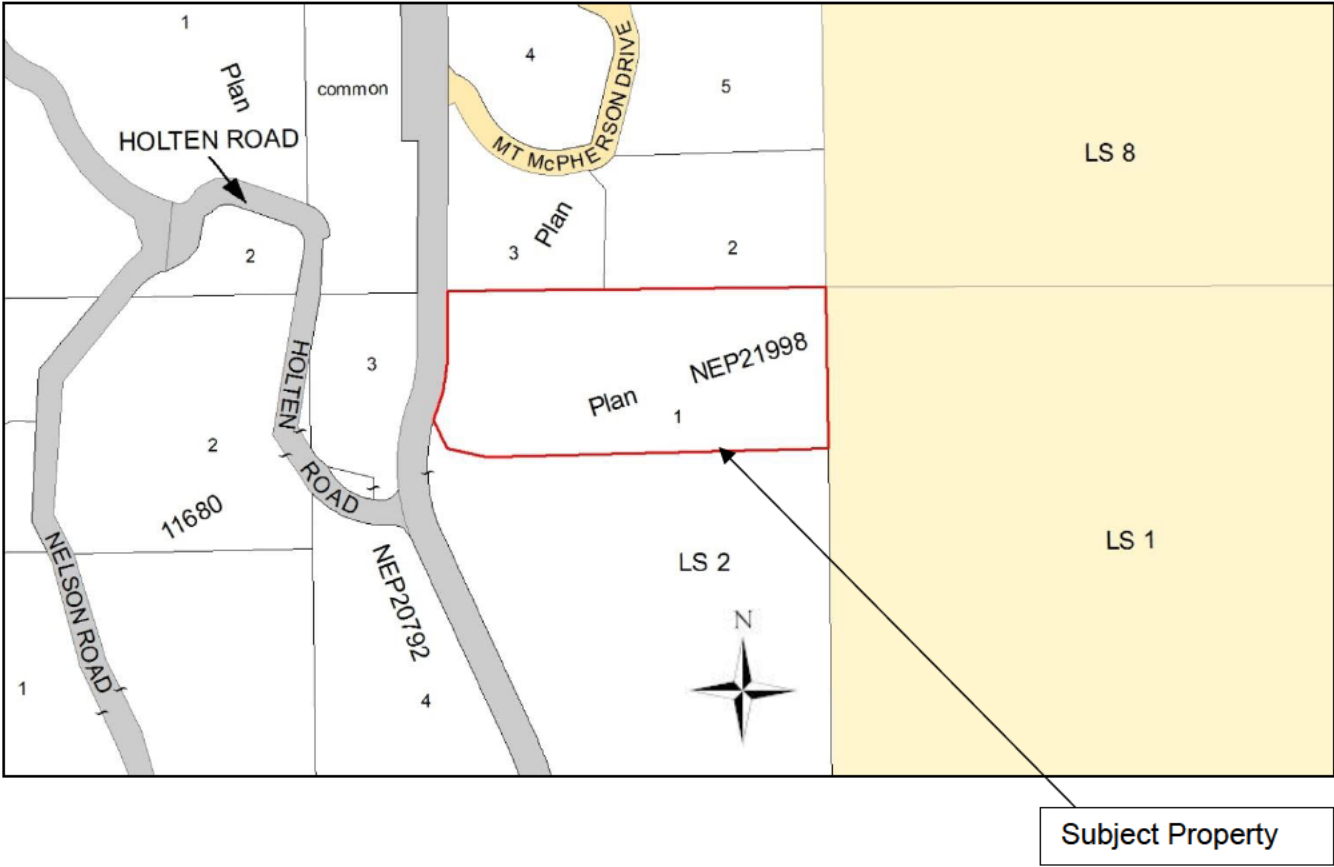 1
Plan
common
4
5
MT McPHERSON DRIVE
HOLTEN ROAD
LS 8
2
3
Plan
2
3
HOLTEN ROAD
Plan
NEP21998
1
2
11680
NELSON ROAD
NEP20792
LS 2
LS 1
N
1
4
Subject Property